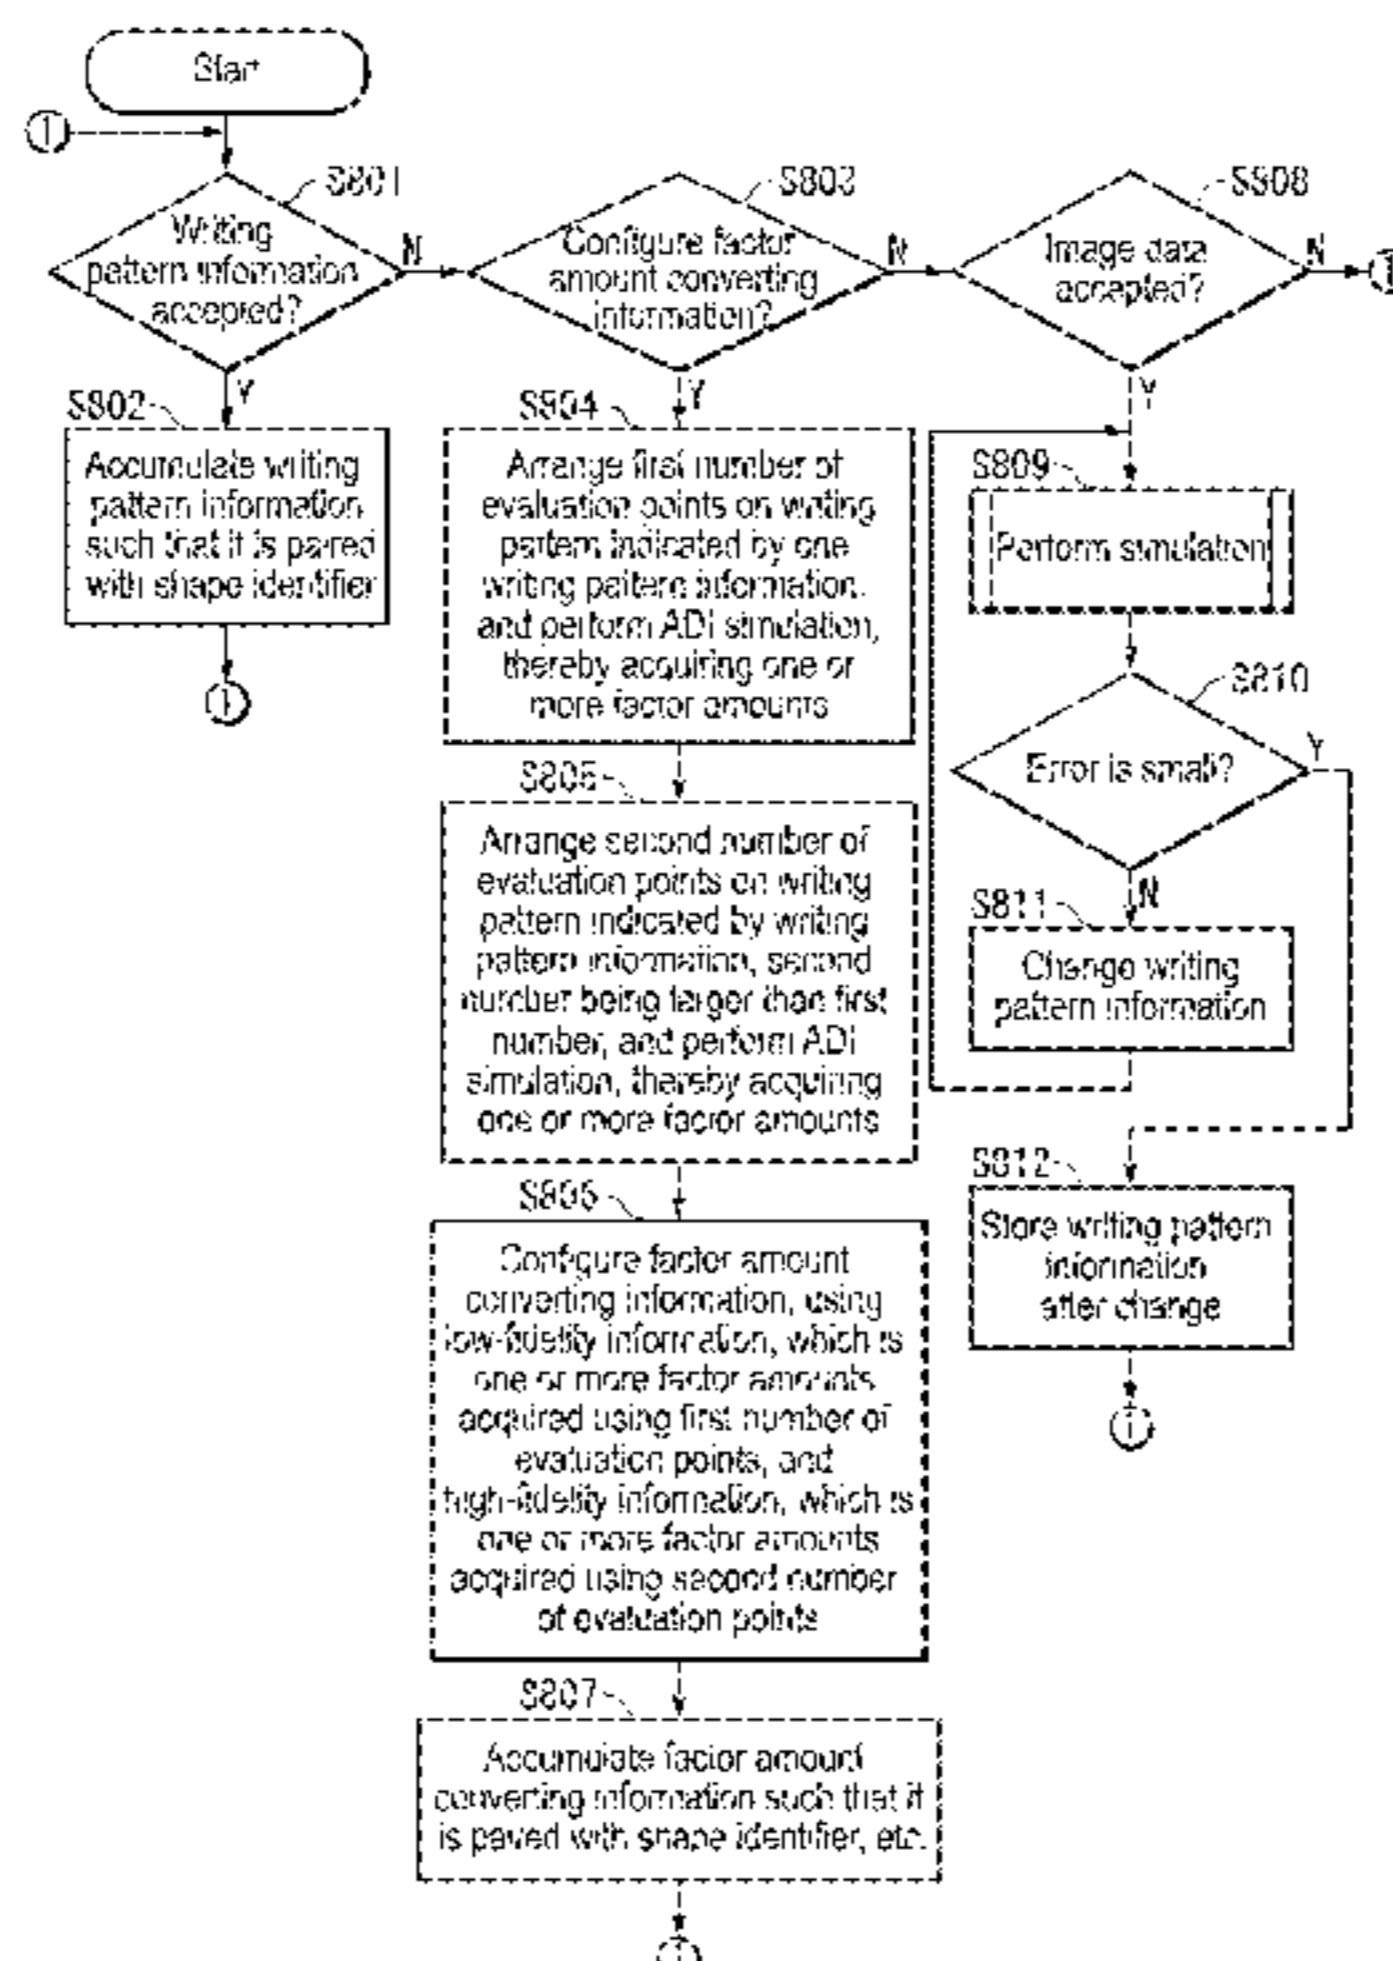 Start
1
S801
Writing
pattern information
accepted?
N
Y
S802
Accumulate writing
pattern information
such that it is paired
with shape identifier
1
S803
Configure factor
amount converting
information?
N
Y
S804
Arrange first number of
evaluation points on writing
pattern indicated by one
writing pattern information,
and perform ADI simulation,
thereby acquiring one or
more factor amounts
S805
Arrange second number of
evaluation points on writing
pattern indicated by writing
pattern information, second
number being larger than first
number, and perform ADI
simulation, thereby acquiring
one or more factor amounts
S806
Configure factor amount
converting information, using
low-fidelity information, which is
one or more factor amounts
acquired using first number of
evaluation points, and
high-fidelity information, which is
one or more factor amounts
acquired using second number
of evaluation points
S807
Accumulate factor amount
converting information such that it
is paired with shape identifier, etc.
1
S808
Image data
accepted?
N
1
Y
S809
Perform simulation
S810
Error is small?
Y
N
S811
Change writing
pattern information
S812
Store writing pattern
information
after change
1